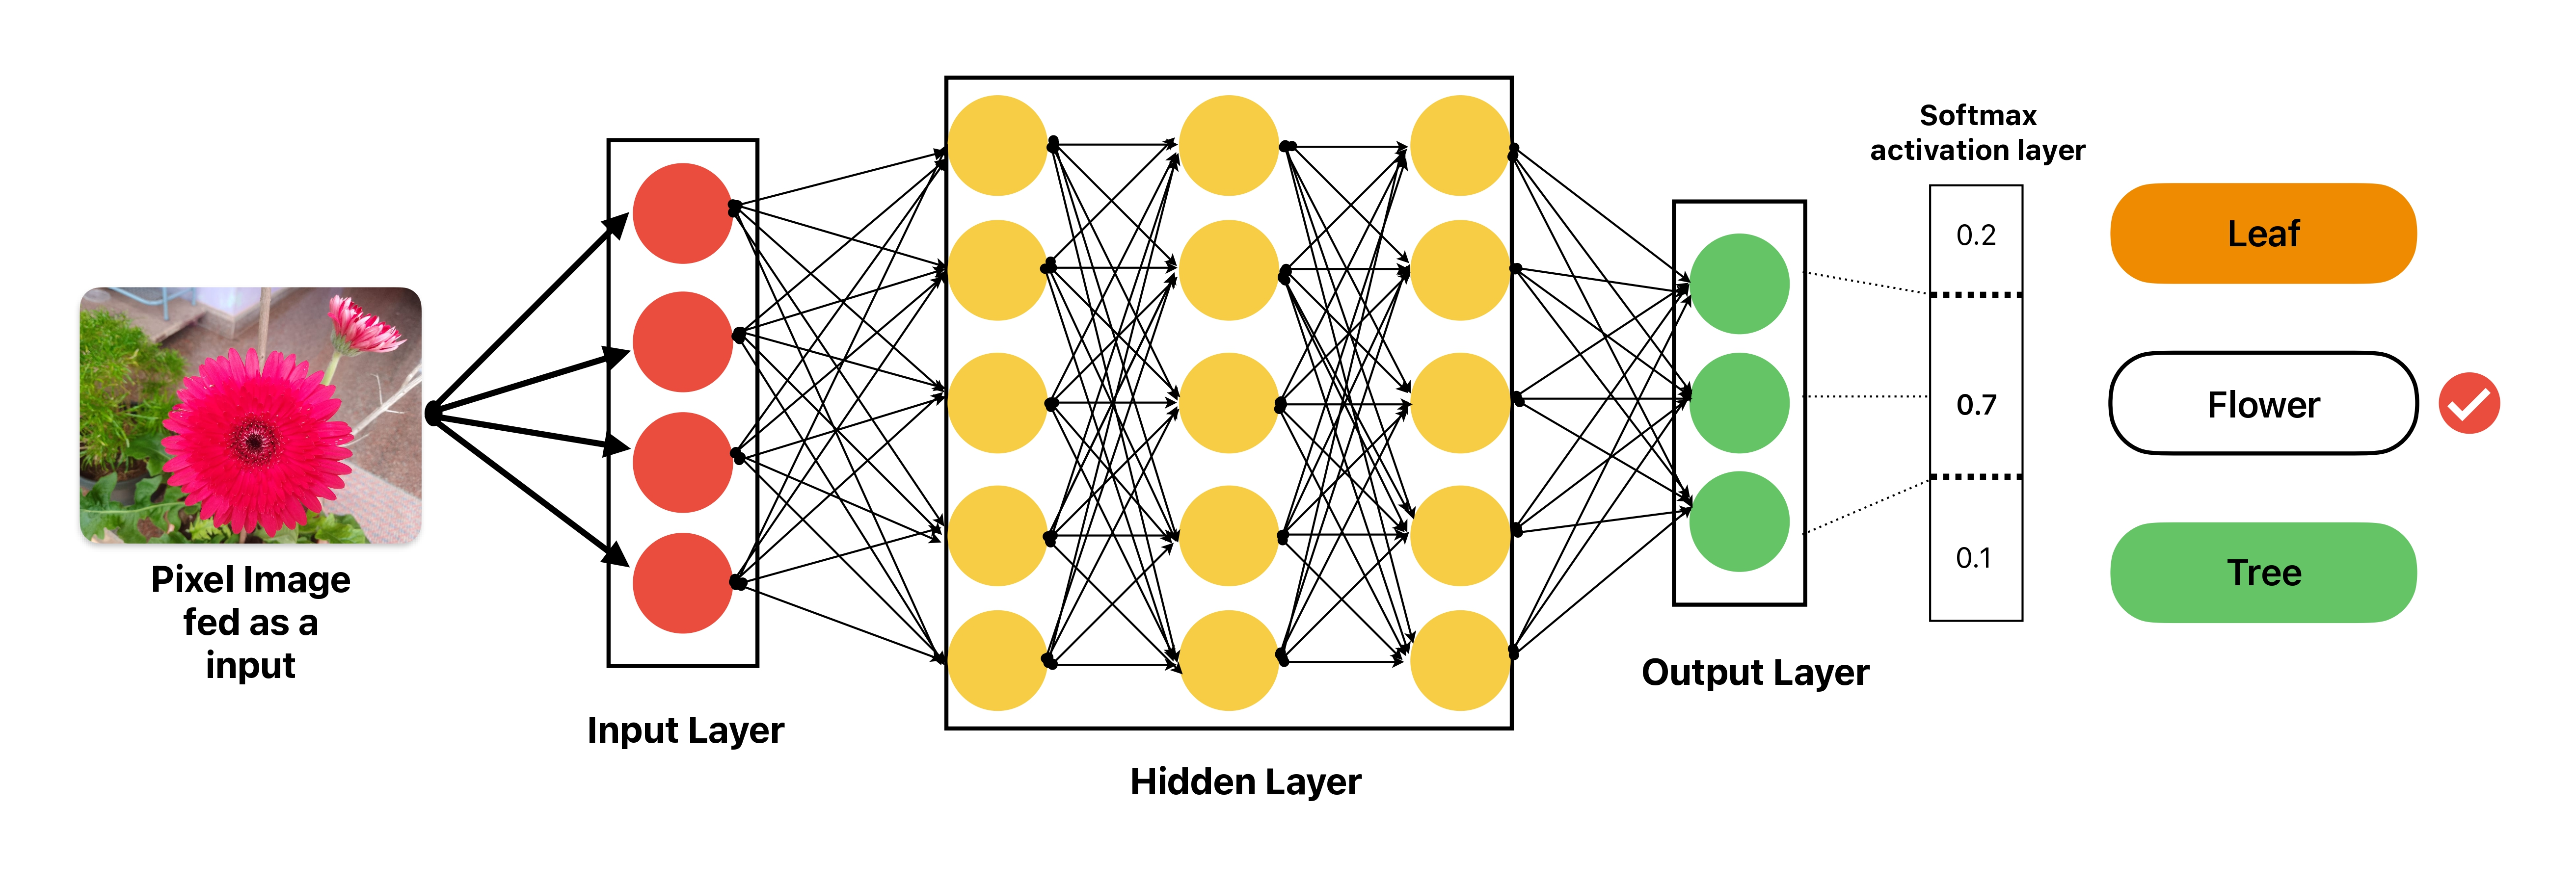 Pixel Image
fed as a
input
Input Layer
Hidden Layer
Output Layer
Softmax
activation layer
0.2
0.7
0.1
Leaf
Flower
Tree